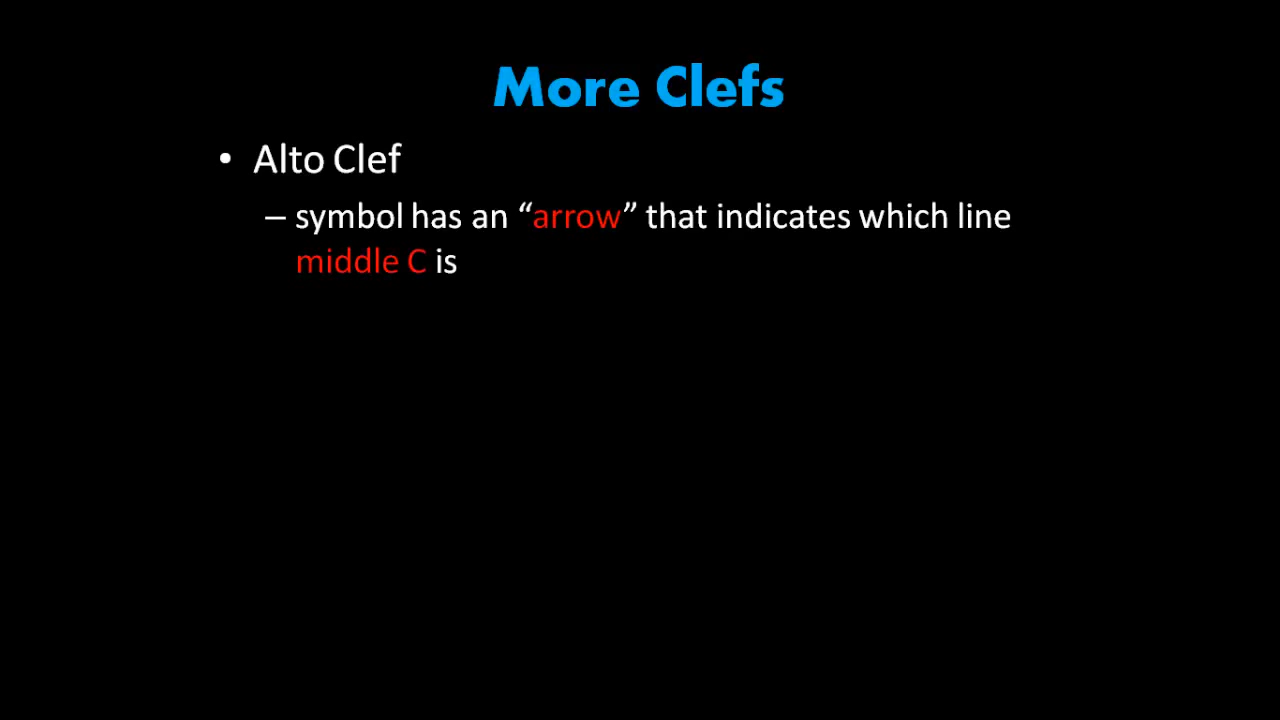 More Clefs
• Alto Clef
– symbol has an “arrow” that indicates which line
middle C is